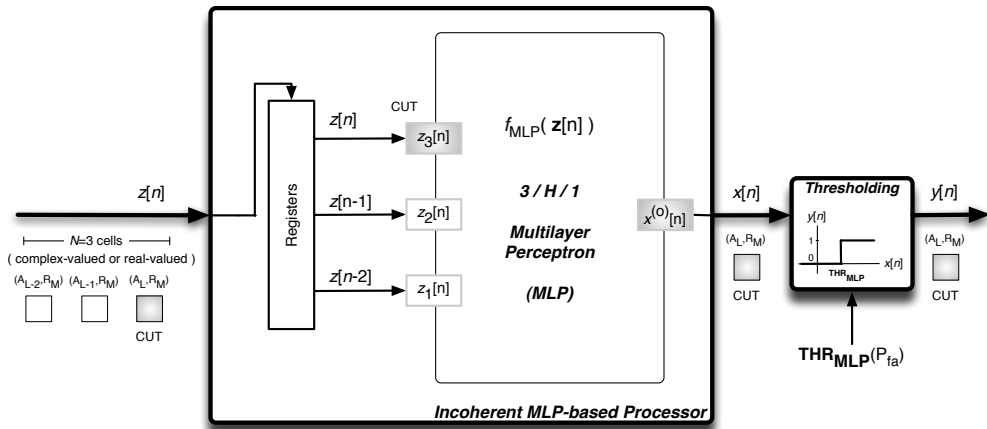 z[n]
N=3 cells
( complex-valued or real-valued )
(A_L-2,R_M) (A_L-1,R_M) (A_L,R_M)
CUT
Registers
z[n]
z[n-1]
z[n-2]
CUT
z_3[n]
z_2[n]
z_1[n]
f_MLP( z[n] )
3 / H / 1
Multilayer
Perceptron
(MLP)
x^(o)[n]
Incoherent MLP-based Processor
x[n]
(A_L,R_M)
CUT
Thresholding
y[n]
1
0
THR_MLP
x[n]
THR_MLP(P_fa)
y[n]
(A_L,R_M)
CUT